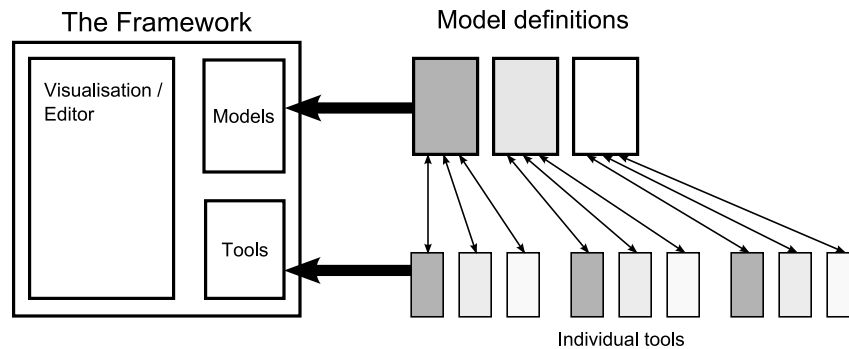 The Framework
Model definitions
Visualisation /
Editor
Models
Tools
Individual tools